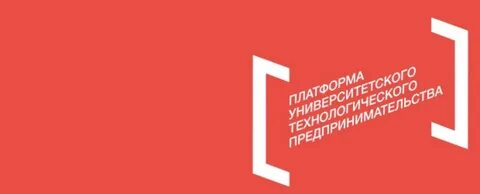 ПЛАТФОРМА
УНИВЕРСИТЕТСКОГО
ТЕХНОЛОГИЧЕСКОГО
ПРЕДПРИНИМАТЕЛЬСТВА